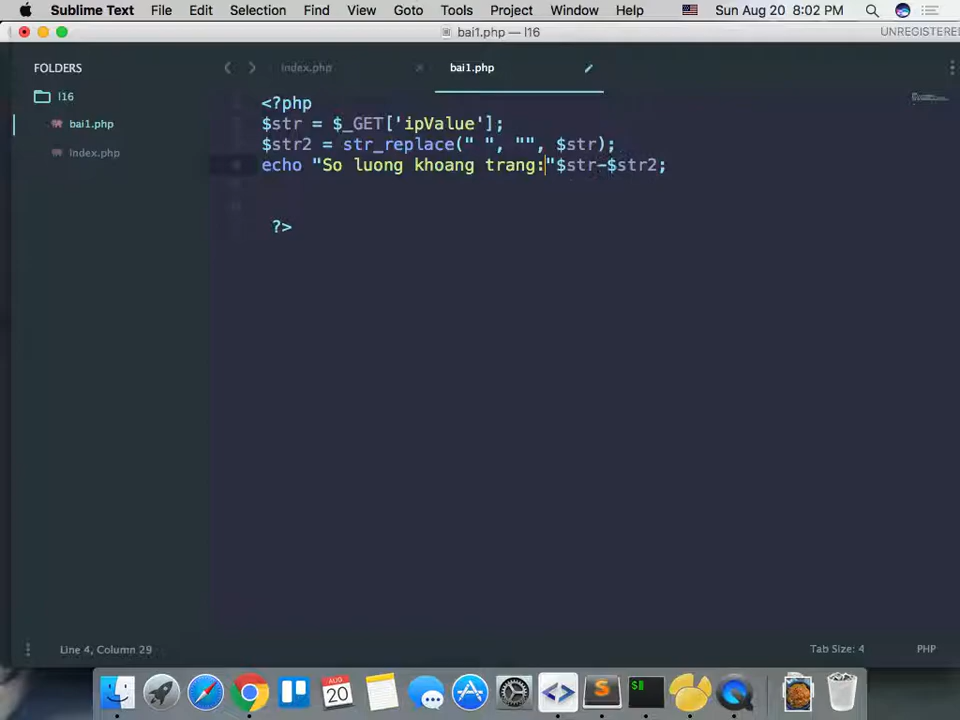 Sublime Text File Edit Selection Find View Goto Tools Project Window Help Sun Aug 20 8:02 PM
bai1.php — l16 UNREGISTERED
FOLDERS
l16
bai1.php
index.php
index.php bai1.php
<?php
$str = $_GET['ipValue'];
$str2 = str_replace(" ", "", $str);
echo "So luong khoang trang:"$str-$str2;
?>
Line 4, Column 29 Tab Size: 4 PHP
AUG
20